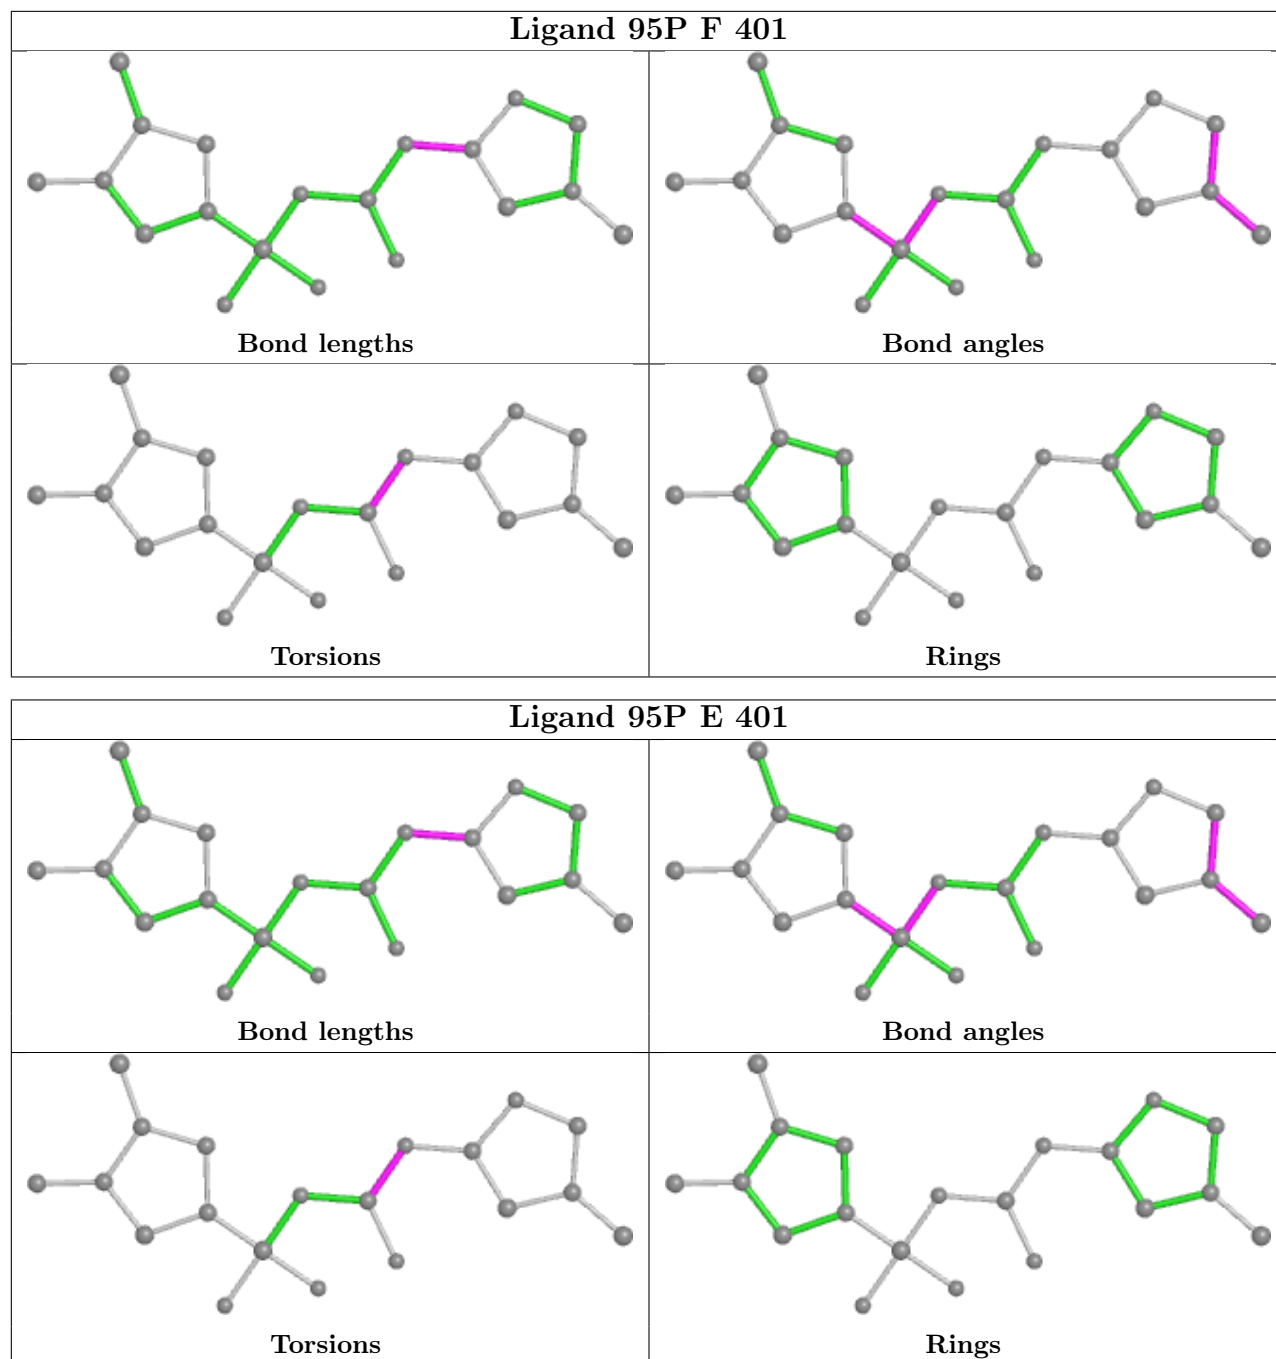 Ligand 95P F 401
Bond lengths
Bond angles
Torsions
Rings
Ligand 95P E 401
Bond lengths
Bond angles
Torsions
Rings